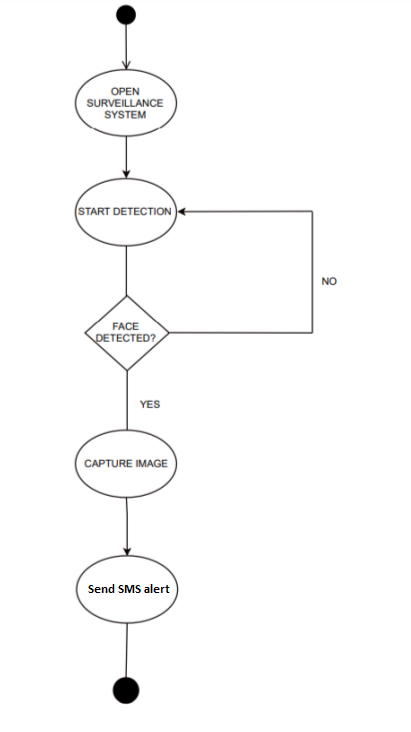 OPEN
SURVEILLANCE
SYSTEM
START DETECTION
NO
FACE
DETECTED?
YES
CAPTURE IMAGE
Send SMS alert